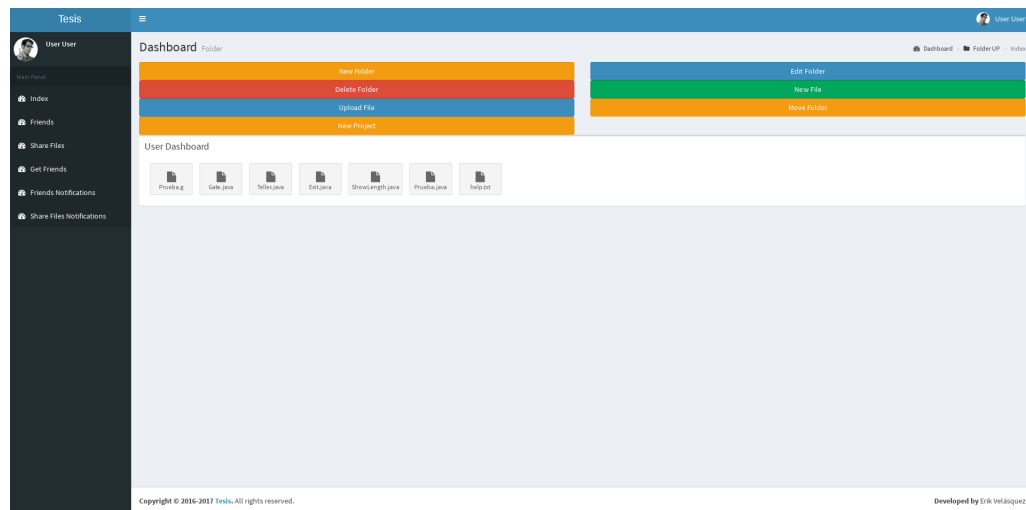 Tesis
User User
User User
Main Panel
Index
Friends
Share Files
Get Friends
Friends Notifications
Share Files Notifications
Dashboard Folder
Dashboard > Folder UP > Index
New Folder
Edit Folder
Delete Folder
New File
Upload File
Move Folder
New Project
User Dashboard
Prueba.g
Gate.java
Teller.java
Exit.java
ShowLength.java
Prueba.java
help.txt
Copyright © 2016-2017 Tesis. All rights reserved.
Developed by Erik Velásquez